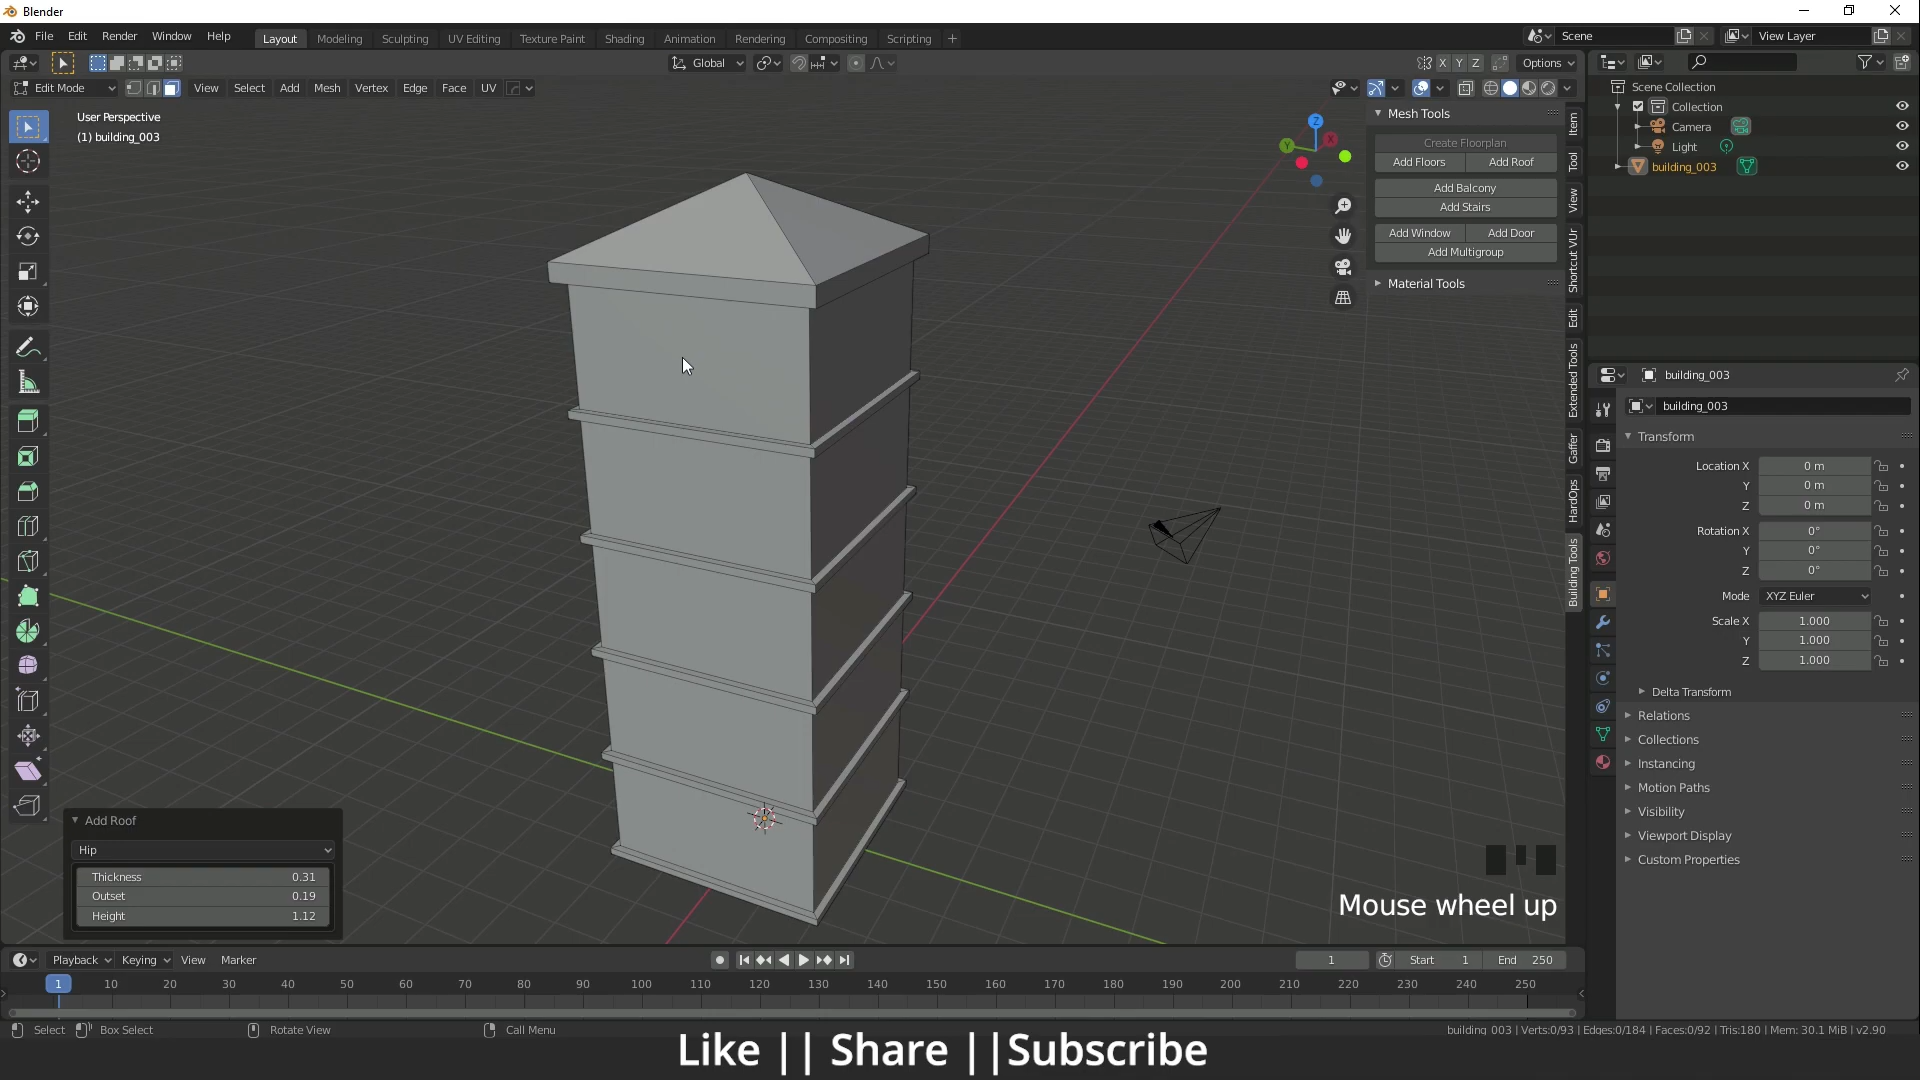 Blender
File Edit Render Window Help
Layout Modeling Sculpting UV Editing Texture Paint Shading Animation Rendering Compositing Scripting +
Scene
View Layer
Global
X Y Z
Options
Edit Mode
View Select Add Mesh Vertex Edge Face UV
User Perspective
(1) building_003
Mesh Tools
Create Floorplan
Add Floors
Add Roof
Add Balcony
Add Stairs
Add Window
Add Door
Add Multigroup
Material Tools
Item
Tool
View
Shortcut VUr
Edit
Extended Tools
Gaffer
HardOps
Building Tools
Z
Y
X
Scene Collection
Collection
Camera
Light
building_003
building_003
building_003
Transform
Location X 0 m
Y 0 m
Z 0 m
Rotation X 0°
Y 0°
Z 0°
Mode XYZ Euler
Scale X 1.000
Y 1.000
Z 1.000
Delta Transform
Relations
Collections
Instancing
Motion Paths
Visibility
Viewport Display
Custom Properties
Add Roof
Hip
Thickness 0.31
Outset 0.19
Height 1.12
Mouse wheel up
Playback Keying View Marker
1
Start 1
End 250
1 10 20 30 40 50 60 70 80 90 100 110 120 130 140 150 160 170 180 190 200 210 220 230 240 250
Select Box Select Rotate View Call Menu
building_003 | Verts:0/93 | Edges:0/184 | Faces:0/92 | Tris:180 | Mem: 30.1 MiB | v2.90
Like || Share ||Subscribe